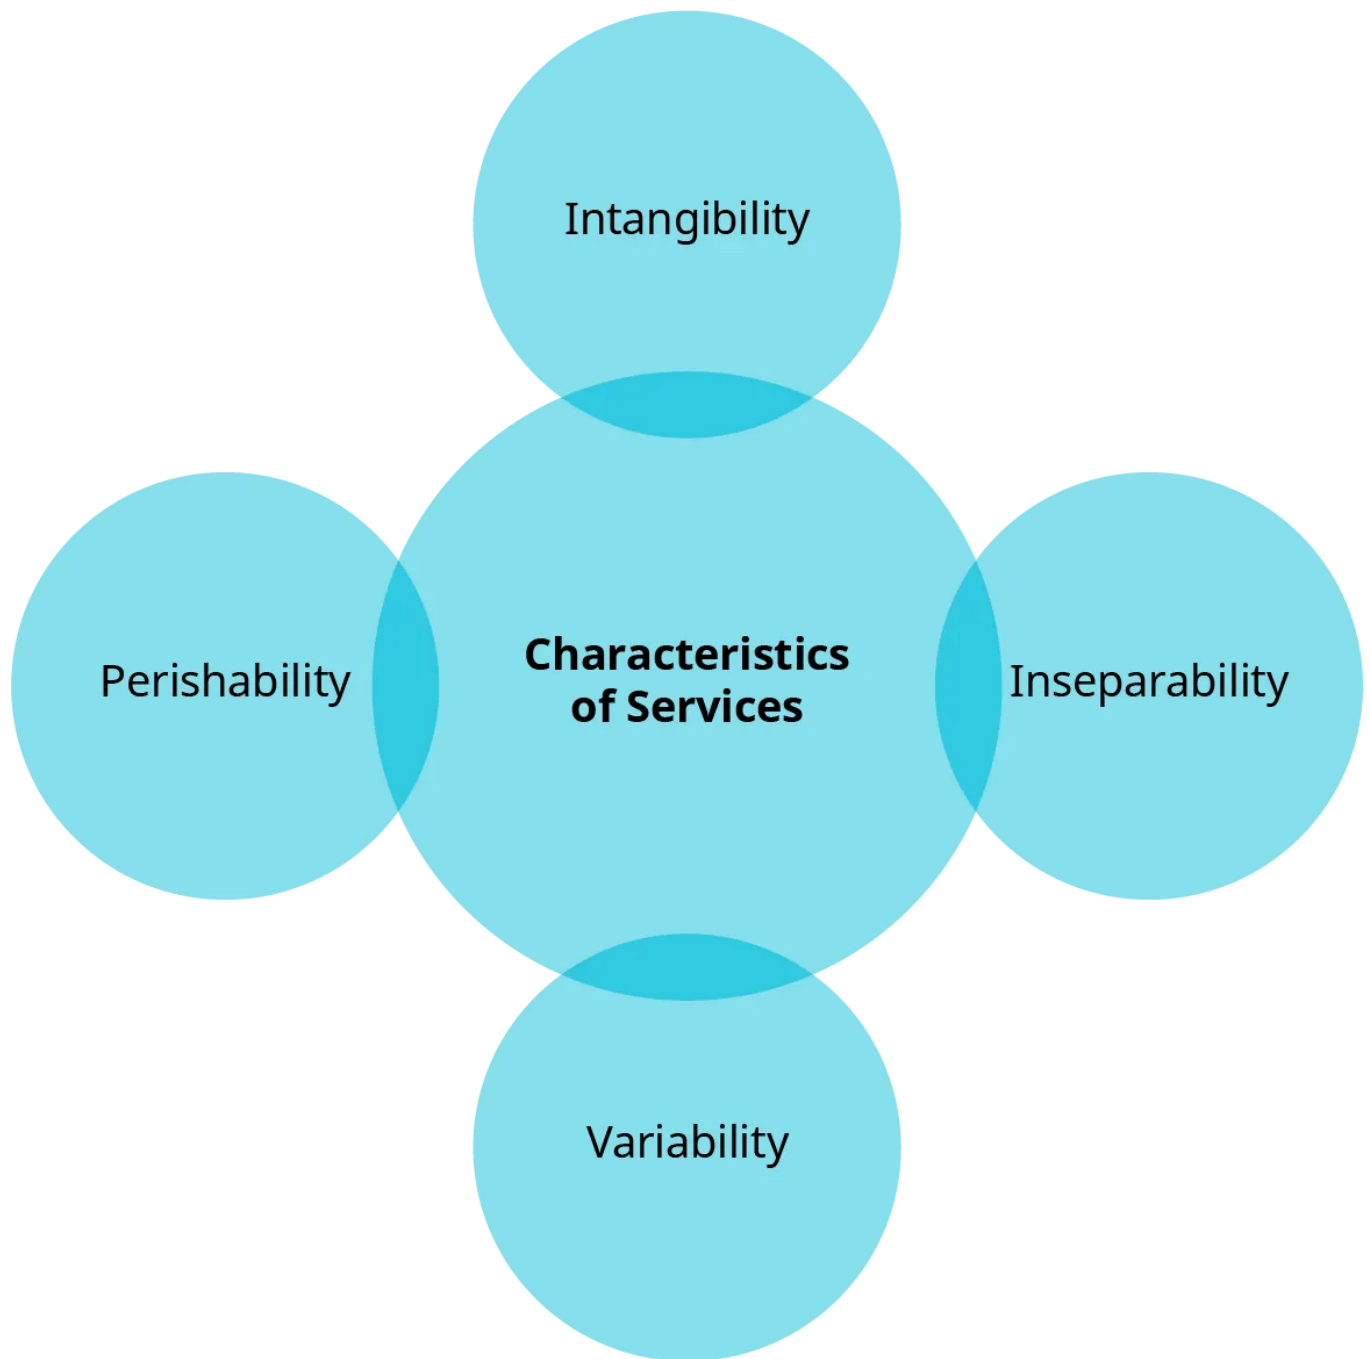 Intangibility
Perishability
Characteristics
of Services
Inseparability
Variability